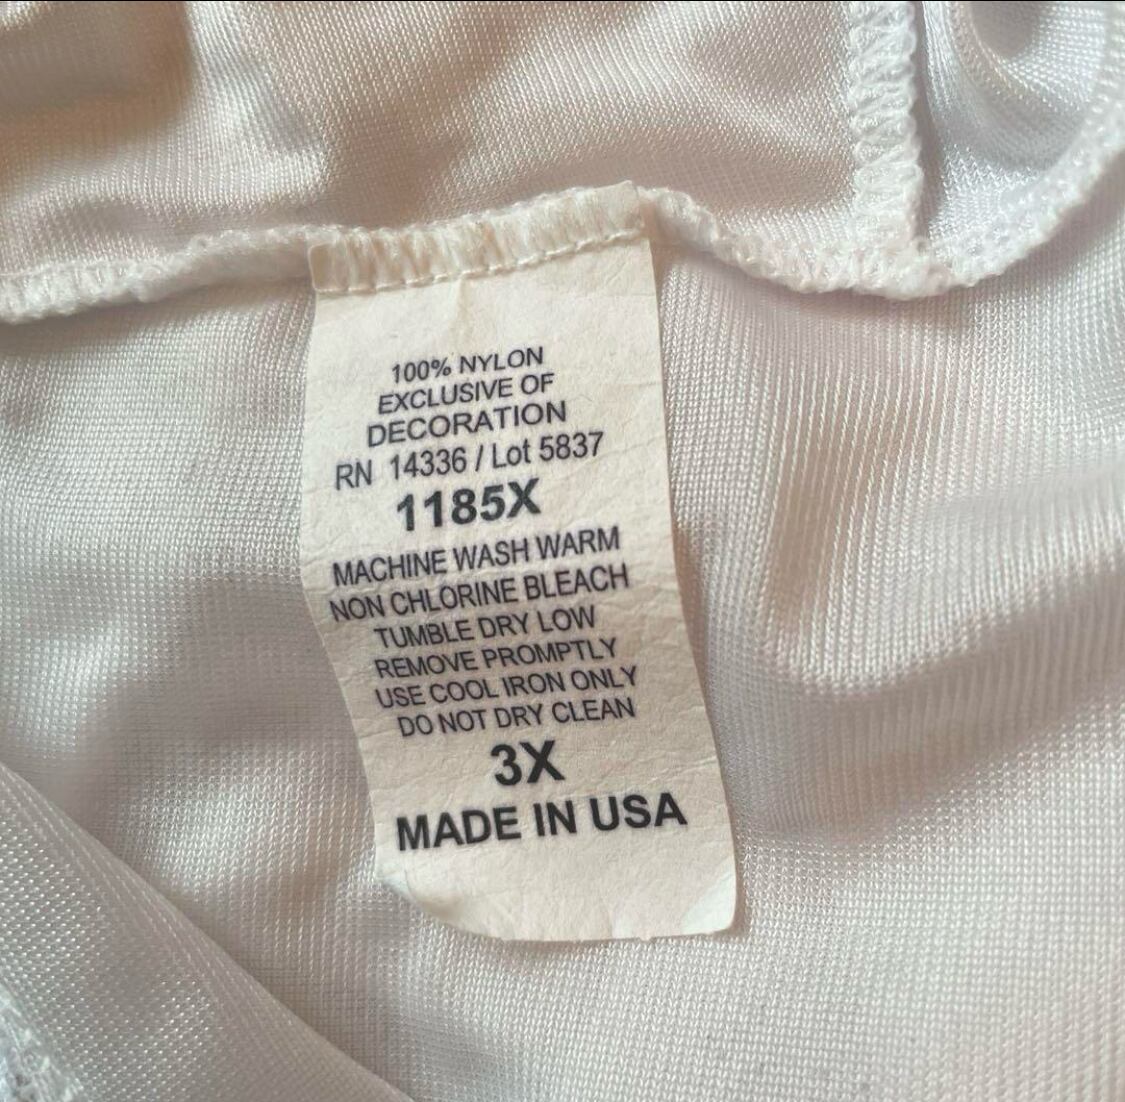 100% NYLON
EXCLUSIVE OF
DECORATION
RN 14336 / Lot 5837
1185X
MACHINE WASH WARM
NON CHLORINE BLEACH
TUMBLE DRY LOW
REMOVE PROMPTLY
USE COOL IRON ONLY
DO NOT DRY CLEAN
3X
MADE IN USA